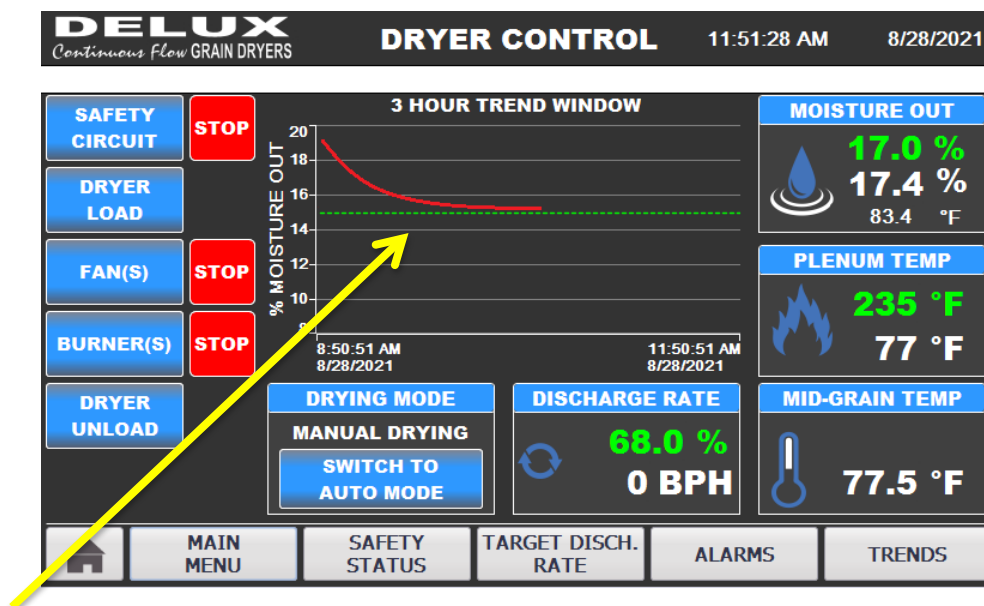 DELUX
Continuous Flow GRAIN DRYERS
DRYER CONTROL
11:51:28 AM
8/28/2021
SAFETY
CIRCUIT
STOP
DRYER
LOAD
FAN(S)
STOP
BURNER(S)
STOP
DRYER
UNLOAD
3 HOUR TREND WINDOW
% MOISTURE OUT
20
18
16
14
12
10
8:50:51 AM
8/28/2021
11:50:51 AM
8/28/2021
MOISTURE OUT
17.0 %
17.4 %
83.4 °F
PLENUM TEMP
235 °F
77 °F
DRYING MODE
MANUAL DRYING
SWITCH TO
AUTO MODE
DISCHARGE RATE
68.0 %
0 BPH
MID-GRAIN TEMP
77.5 °F
MAIN
MENU
SAFETY
STATUS
TARGET DISCH.
RATE
ALARMS
TRENDS